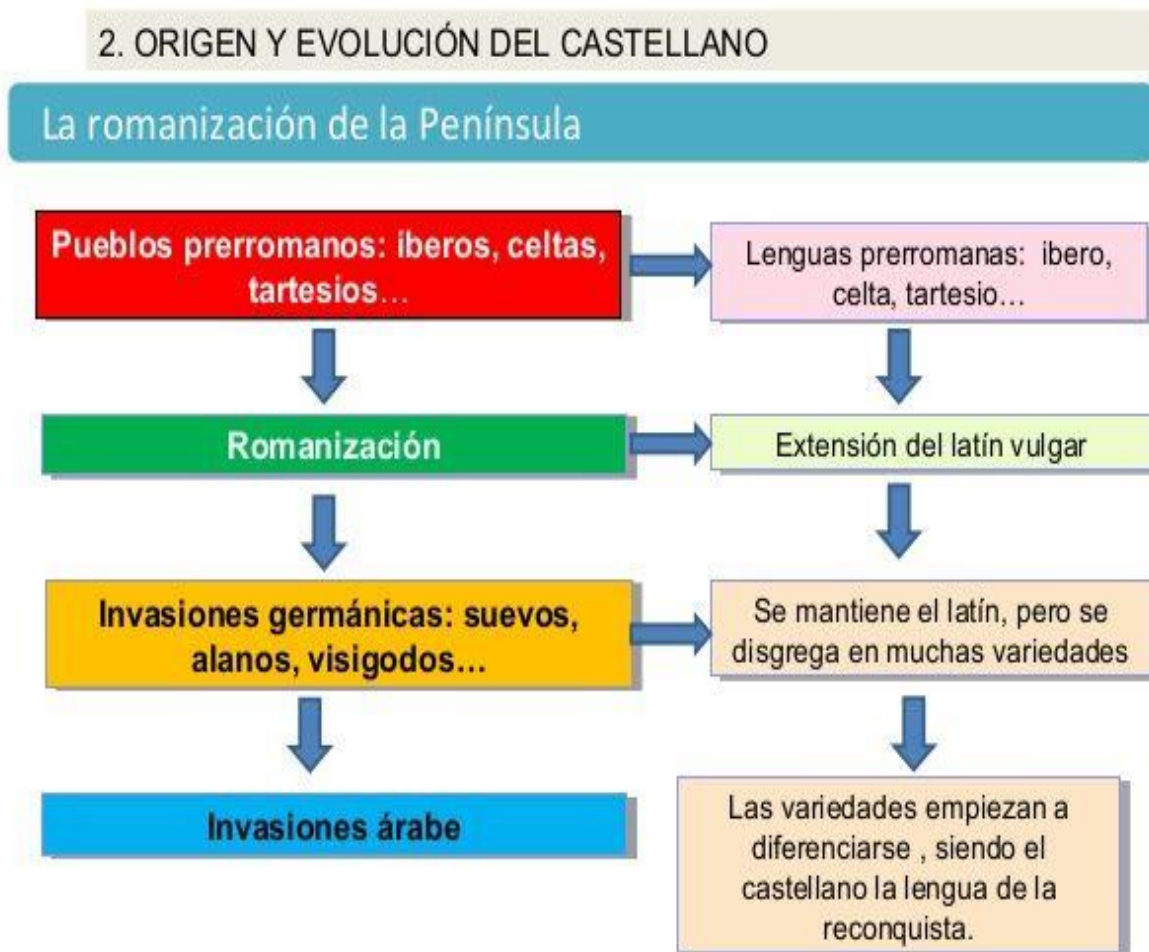 2. ORIGEN Y EVOLUCIÓN DEL CASTELLANO
La romanización de la Península
Pueblos prerromanos: iberos, celtas,
tartesios…
Lenguas prerromanas: ibero,
celta, tartesio…
Romanización
Extensión del latín vulgar
Invasiones germánicas: suevos,
alanos, visigodos…
Se mantiene el latín, pero se
disgrega en muchas variedades
Invasiones árabe
Las variedades empiezan a
diferenciarse , siendo el
castellano la lengua de la
reconquista.